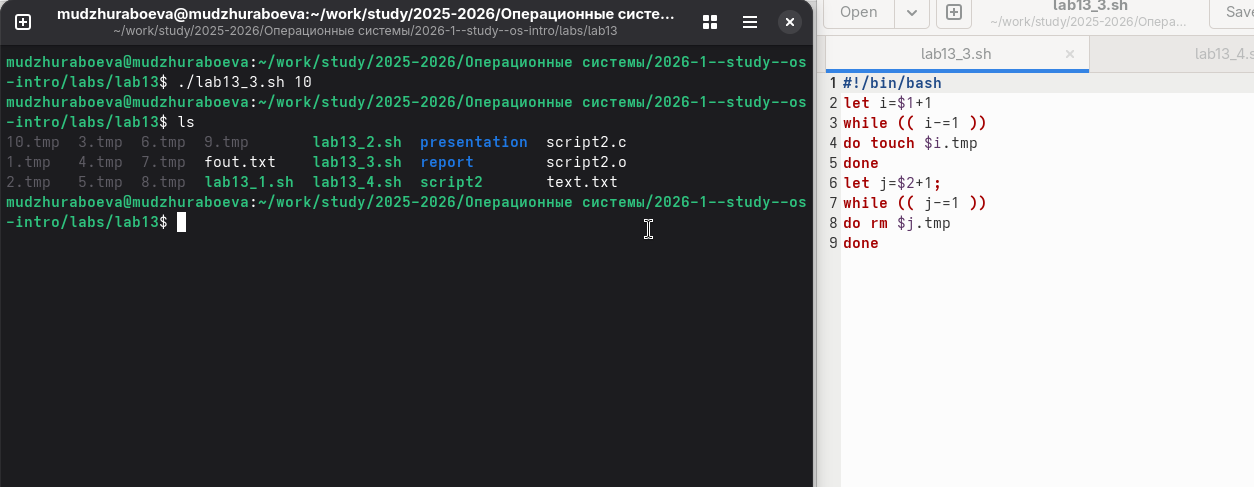 mudzhuraboeva@mudzhuraboeva:~/work/study/2025-2026/Операционные систе...
~/work/study/2025-2026/Операционные системы/2026-1--study--os-intro/labs/lab13
mudzhuraboeva@mudzhuraboeva:~/work/study/2025-2026/Операционные системы/2026-1--study--os
-intro/labs/lab13$ ./lab13_3.sh 10
mudzhuraboeva@mudzhuraboeva:~/work/study/2025-2026/Операционные системы/2026-1--study--os
-intro/labs/lab13$ ls
10.tmp 3.tmp 6.tmp 9.tmp lab13_2.sh presentation script2.c
1.tmp 4.tmp 7.tmp fout.txt lab13_3.sh report script2.o
2.tmp 5.tmp 8.tmp lab13_1.sh lab13_4.sh script2 text.txt
mudzhuraboeva@mudzhuraboeva:~/work/study/2025-2026/Операционные системы/2026-1--study--os
-intro/labs/lab13$
Open
lab13_3.sh
~/work/study/2025-2026/Опера...
Save
lab13_3.sh
lab13_4.s
1 #!/bin/bash
2 let i=$1+1
3 while (( i-=1 ))
4 do touch $i.tmp
5 done
6 let j=$2+1;
7 while (( j-=1 ))
8 do rm $j.tmp
9 done